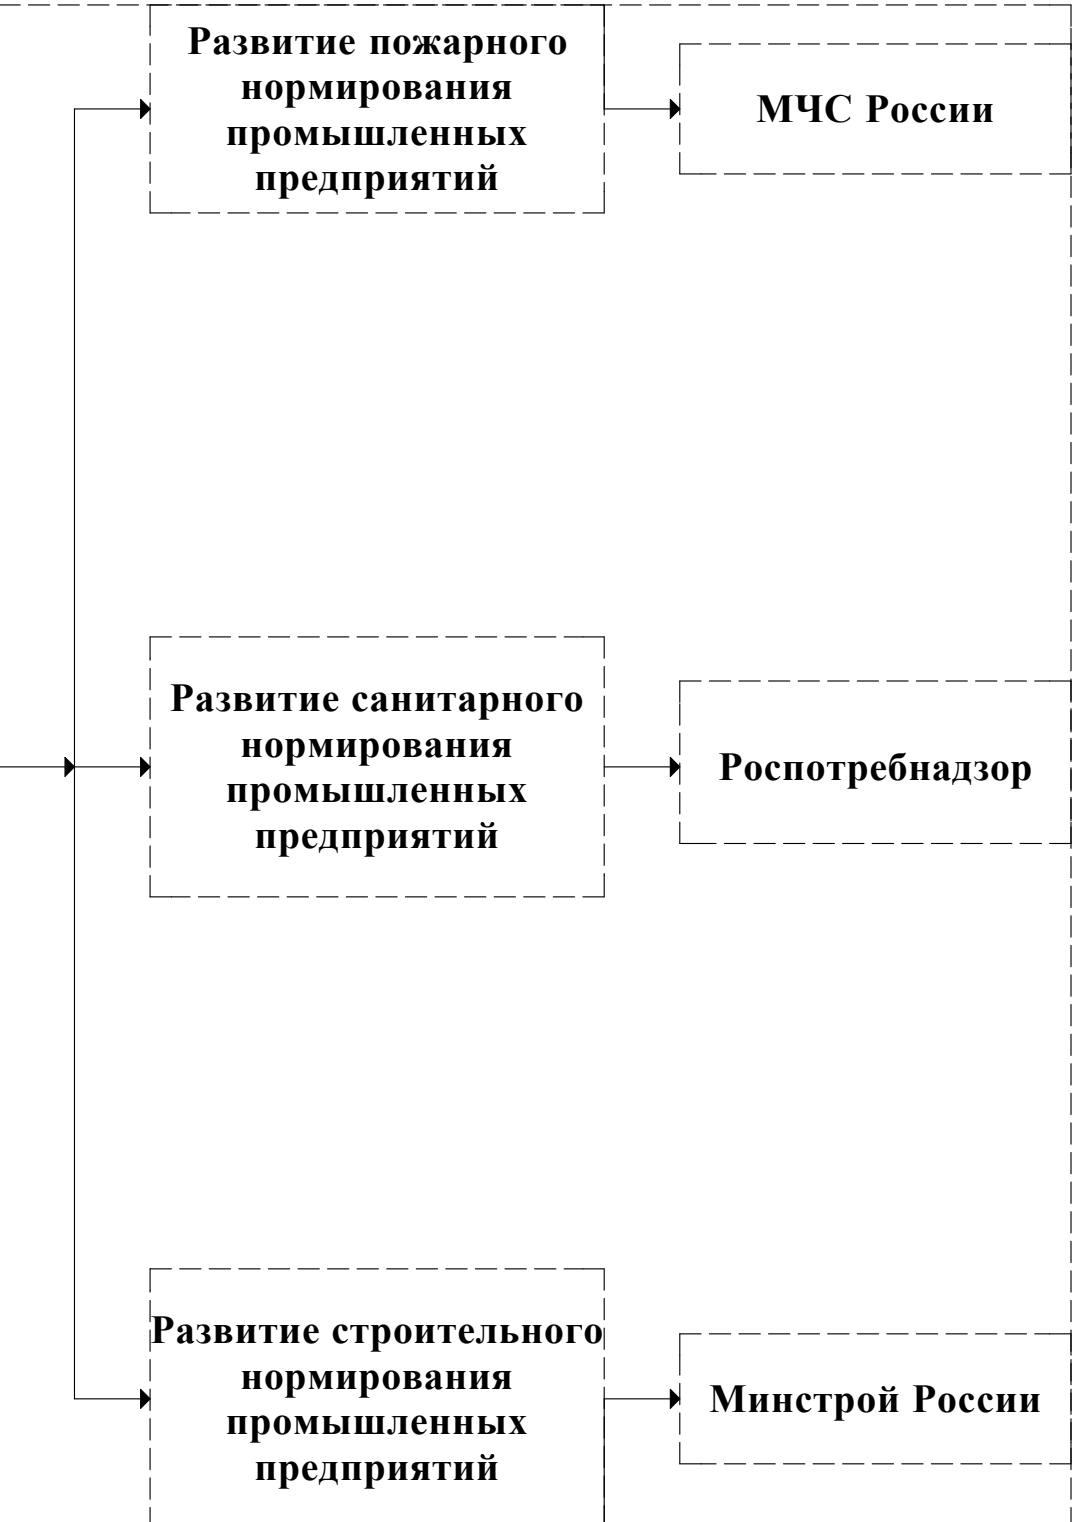 Развитие пожарного
нормирования
промышленных
предприятий
МЧС России
Развитие санитарного
нормирования
промышленных
предприятий
Роспотребнадзор
Развитие строительного
нормирования
промышленных
предприятий
Минстрой России